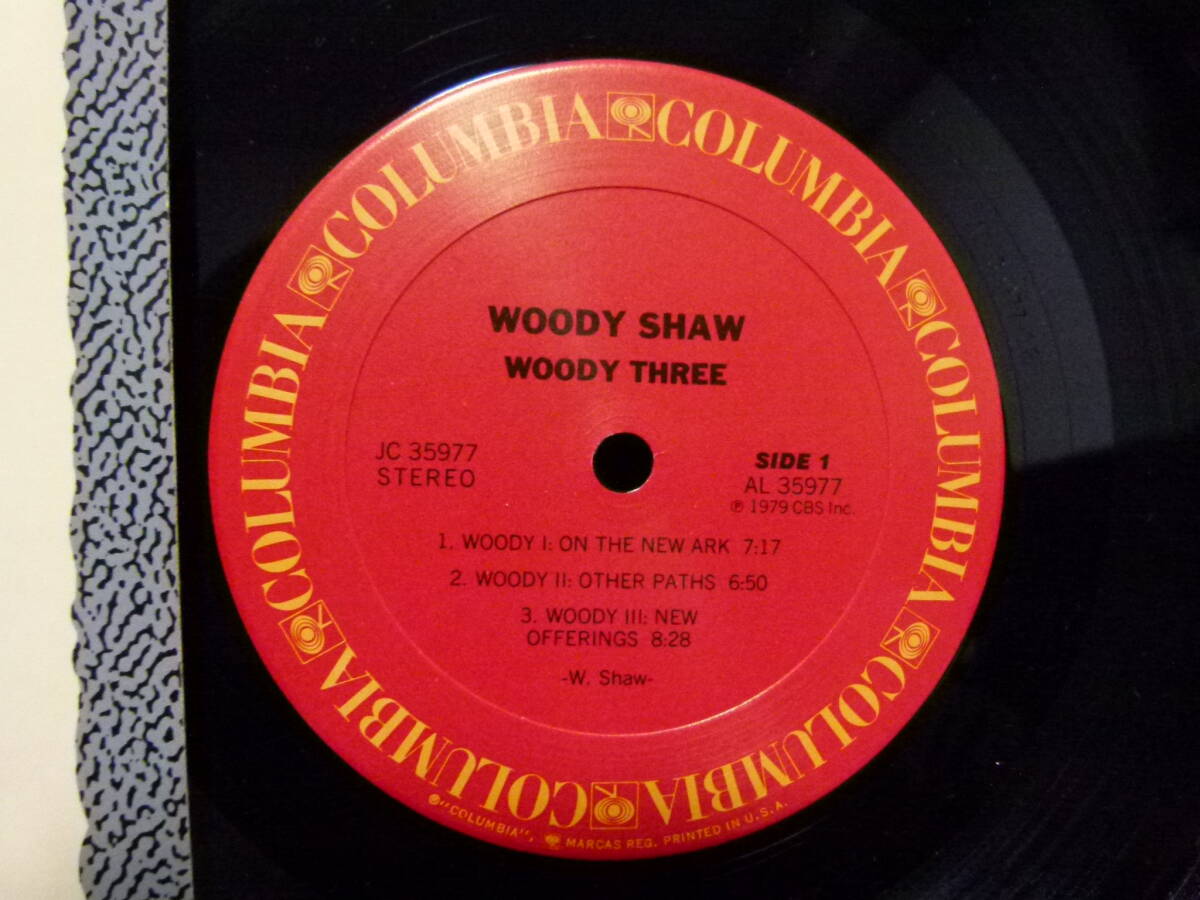 COLUMBIA COLUMBIA COLUMBIA COLUMBIA COLUMBIA COLUMBIA
WOODY SHAW
WOODY THREE
JC 35977
STEREO
SIDE 1
AL 35977
Ⓟ 1979 CBS Inc.
1. WOODY I: ON THE NEW ARK 7:17
2. WOODY II: OTHER PATHS 6:50
3. WOODY III: NEW
OFFERINGS 8:28
-W. Shaw-
"COLUMBIA", MARCAS REG. PRINTED IN U.S.A.